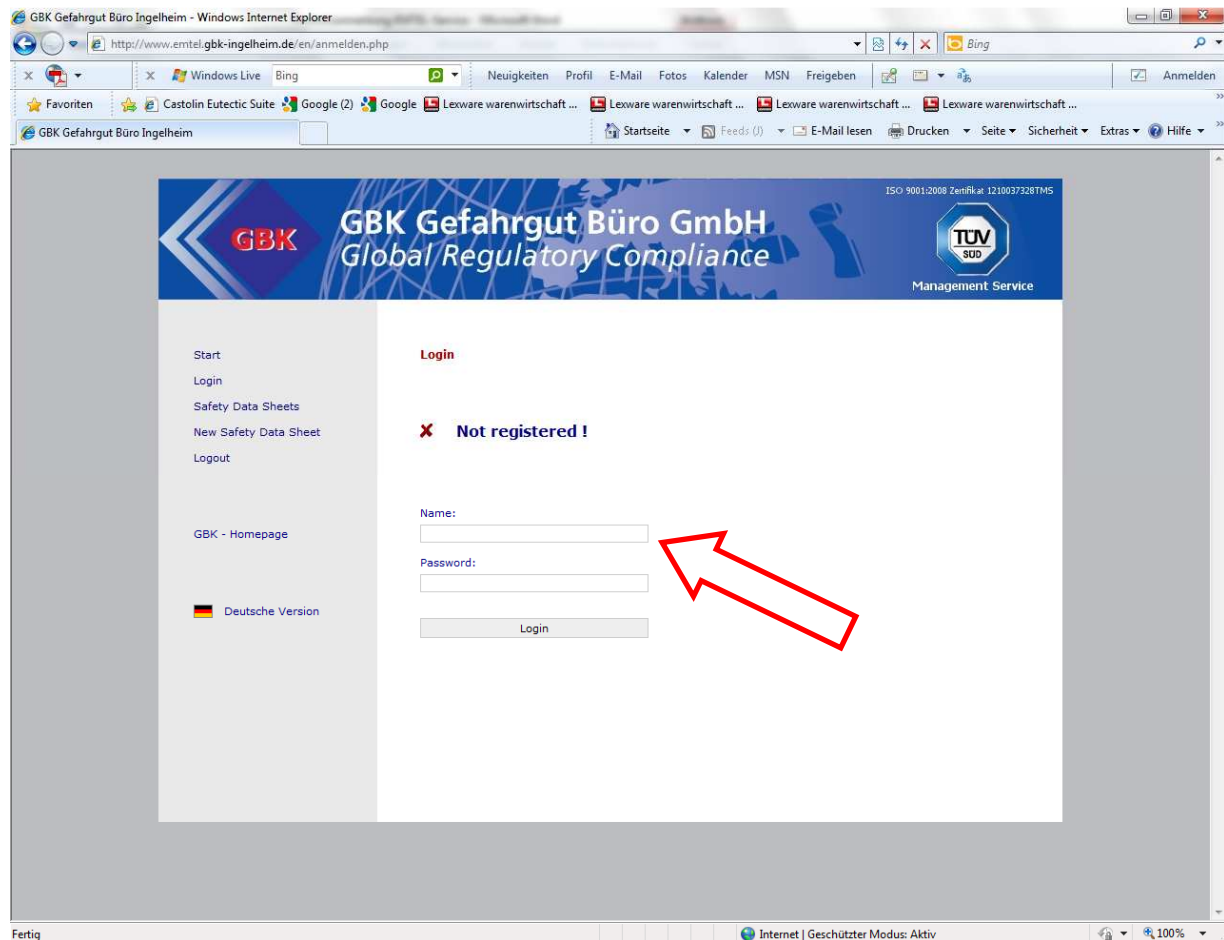 GBK Gefahrgut Büro Ingelheim - Windows Internet Explorer
http://www.emtel.gbk-ingelheim.de/en/anmelden.php
Bing
x
x Windows Live Bing Neuigkeiten Profil E-Mail Fotos Kalender MSN Freigeben Anmelden
Favoriten Castolin Eutectic Suite Google (2) Google Lexware warenwirtschaft ... Lexware warenwirtschaft ... Lexware warenwirtschaft ... Lexware warenwirtschaft ...
GBK Gefahrgut Büro Ingelheim Startseite Feeds (J) E-Mail lesen Drucken Seite Sicherheit Extras Hilfe
ISO 9001:2008 Zertifikat 1210037328TMS
GBK
GBK Gefahrgut Büro GmbH
Global Regulatory Compliance
TÜV
SÜD
Management Service
Start
Login
Safety Data Sheets
New Safety Data Sheet
Logout
GBK - Homepage
Deutsche Version
Login
✘ Not registered !
Name:
Password:
Login
Fertig Internet | Geschützter Modus: Aktiv 100%